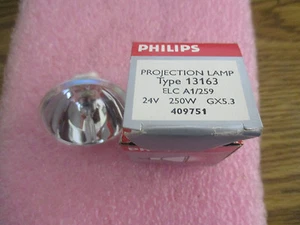 PHILIPS
PROJECTION LAMP
Type 13163
ELC A1/259
24V 250W GX5.3
409751